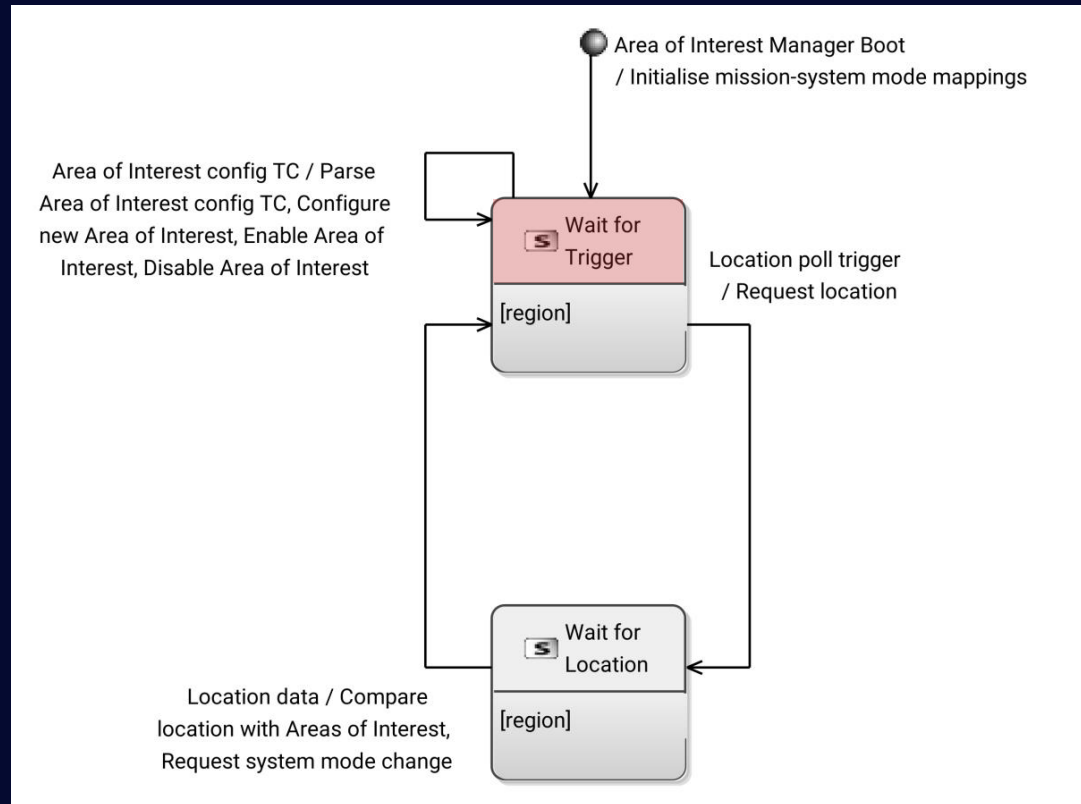 Area of Interest Manager Boot
/ Initialise mission-system mode mappings
Area of Interest config TC / Parse
Area of Interest config TC, Configure
new Area of Interest, Enable Area of
Interest, Disable Area of Interest
S
Wait for
Trigger
[region]
Location poll trigger
/ Request location
S
Wait for
Location
[region]
Location data / Compare
location with Areas of Interest,
Request system mode change